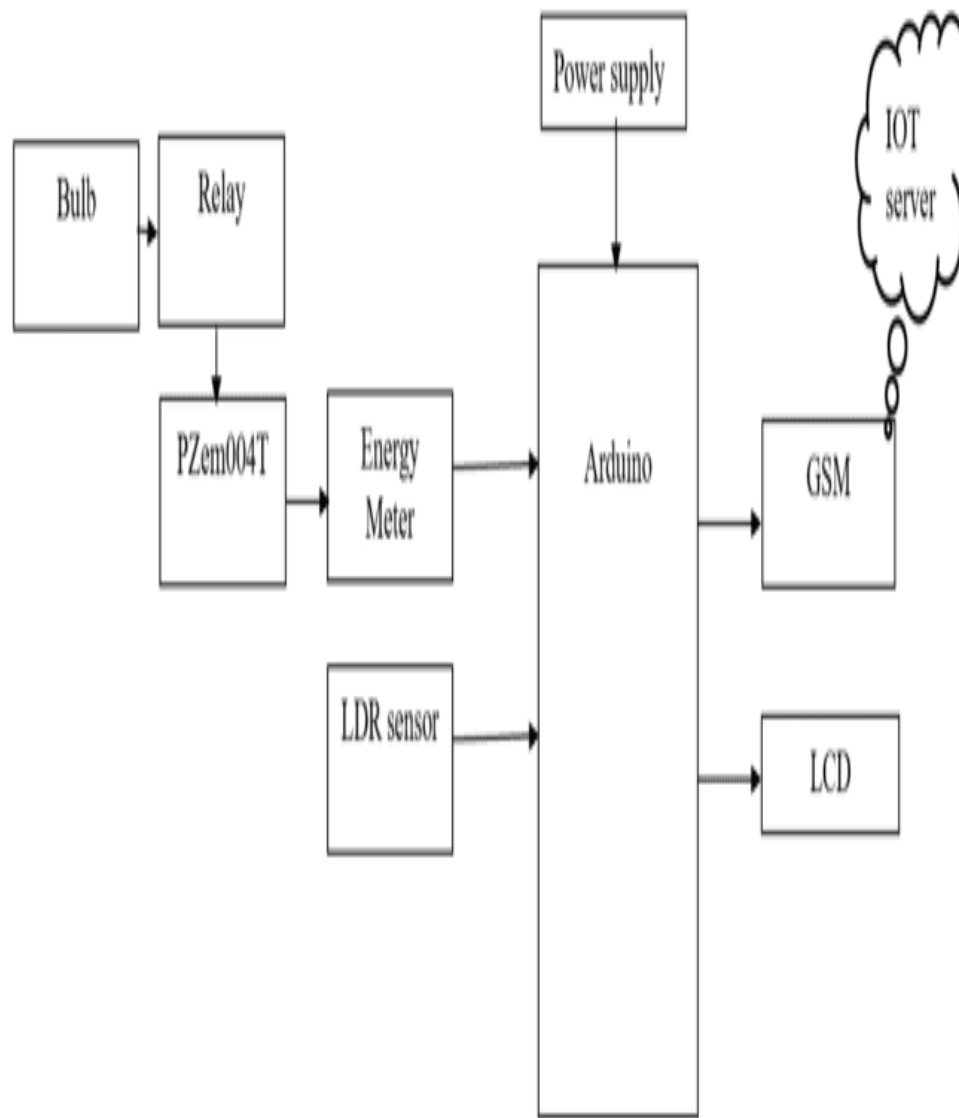 Power supply
IOT
server
Bulb
Relay
PZem004T
Energy
Meter
Arduino
GSM
LDR sensor
LCD